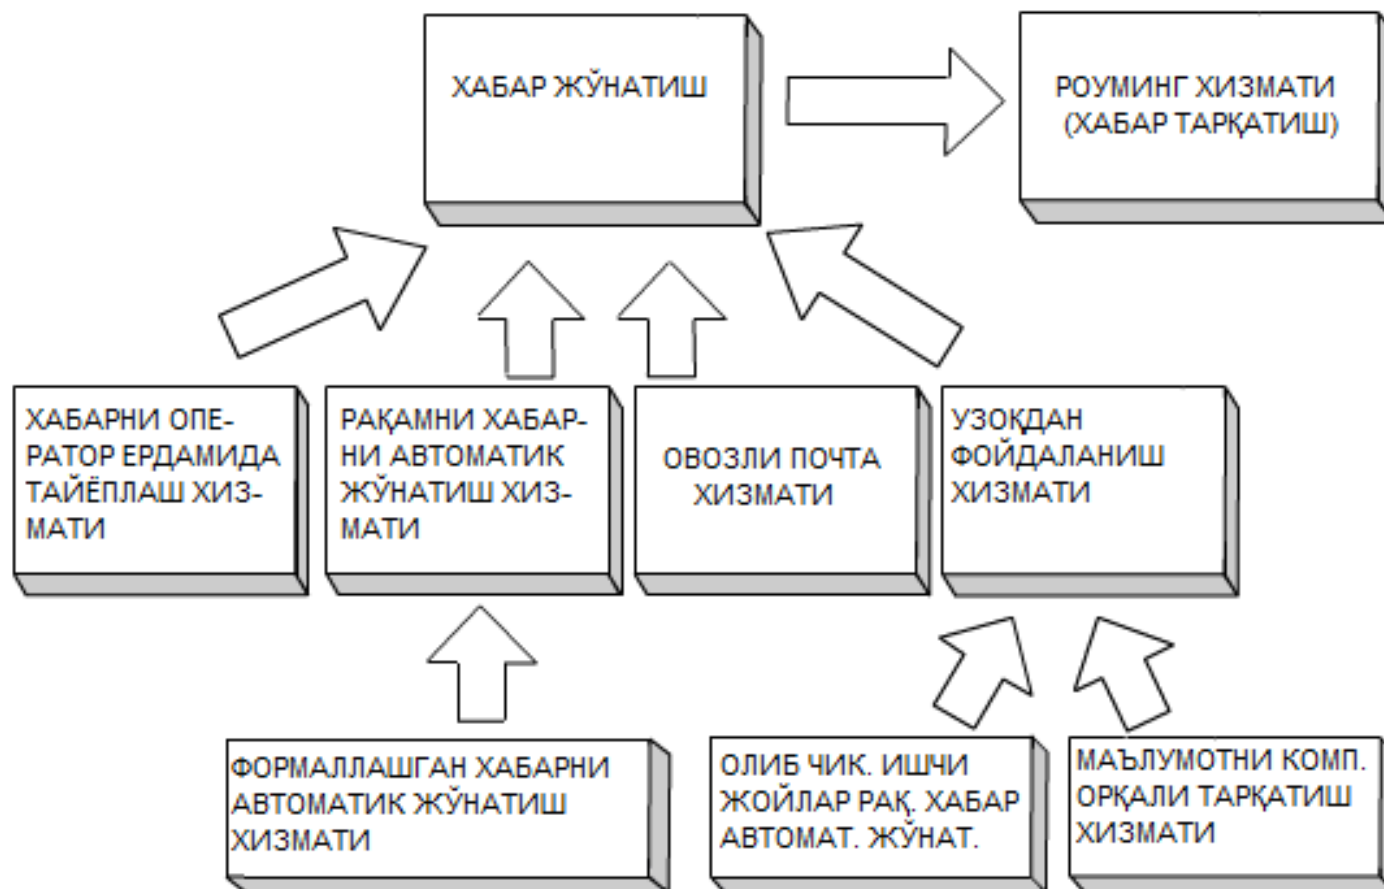 ХАБАР ЖЎНАТИШ
РОУМИНГ ХИЗМАТИ
(ХАБАР ТАРҚАТИШ)
ХАБАРНИ ОПЕ-
РАТОР ЕРДАМИДА
ТАЙЁПЛАШ ХИЗ-
МАТИ
РАҚАМНИ ХАБАР-
НИ АВТОМАТИК
ЖЎНАТИШ ХИЗ-
МАТИ
ОВОЗЛИ ПОЧТА
ХИЗМАТИ
УЗОҚДАН
ФОЙДАЛАНИШ
ХИЗМАТИ
ФОРМАЛЛАШГАН ХАБАРНИ
АВТОМАТИК ЖЎНАТИШ
ХИЗМАТИ
ОЛИБ ЧИК. ИШЧИ
ЖОЙЛАР РАҚ. ХАБАР
АВТОМАТ. ЖЎНАТ.
МАЪЛУМОТНИ КОМП.
ОРҚАЛИ ТАРҚАТИШ
ХИЗМАТИ